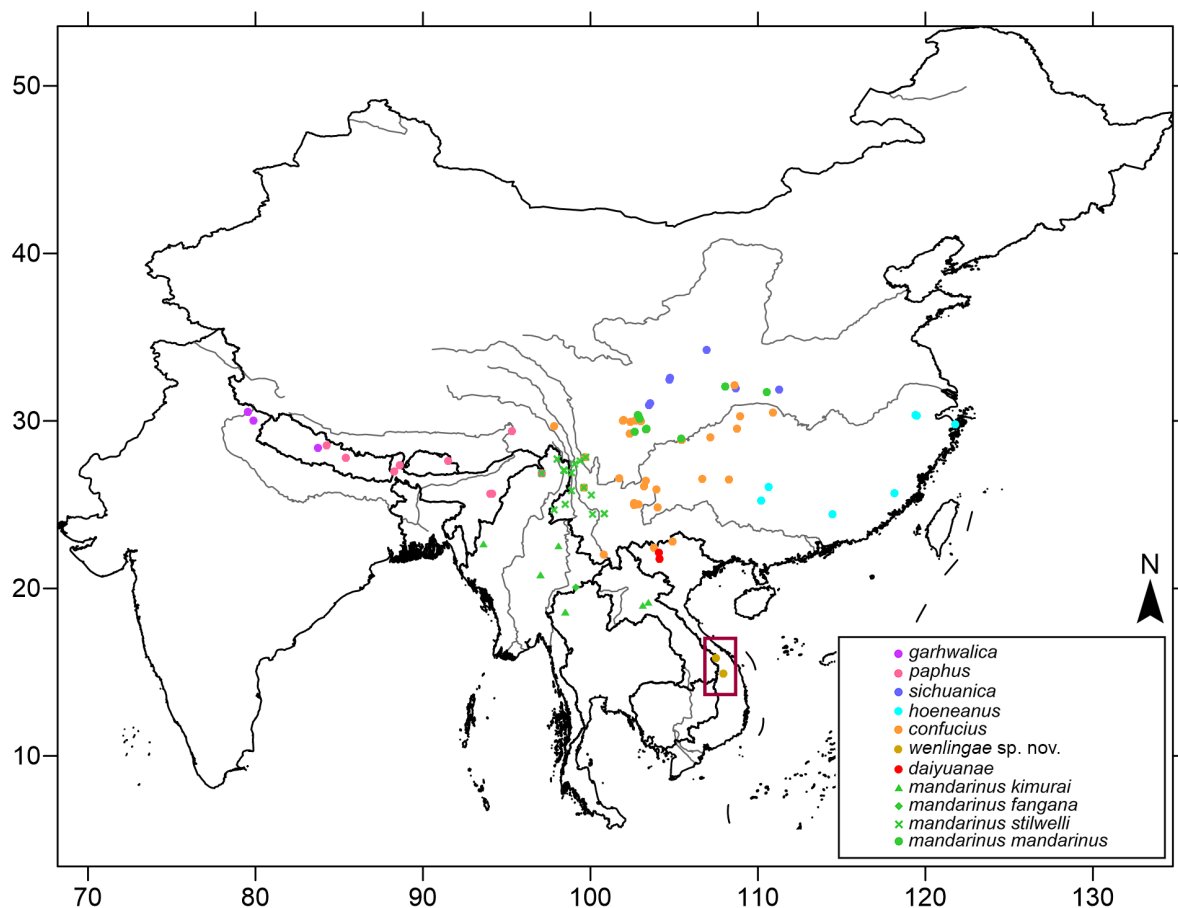 50
40
30
20
10
N
garhwalica
paphus
sichuanica
hoeneanus
confucius
wenlingae sp. nov.
daiyuanae
mandarinus kimurai
mandarinus fangana
mandarinus stilwelli
mandarinus mandarinus
70 80 90 100 110 120 130